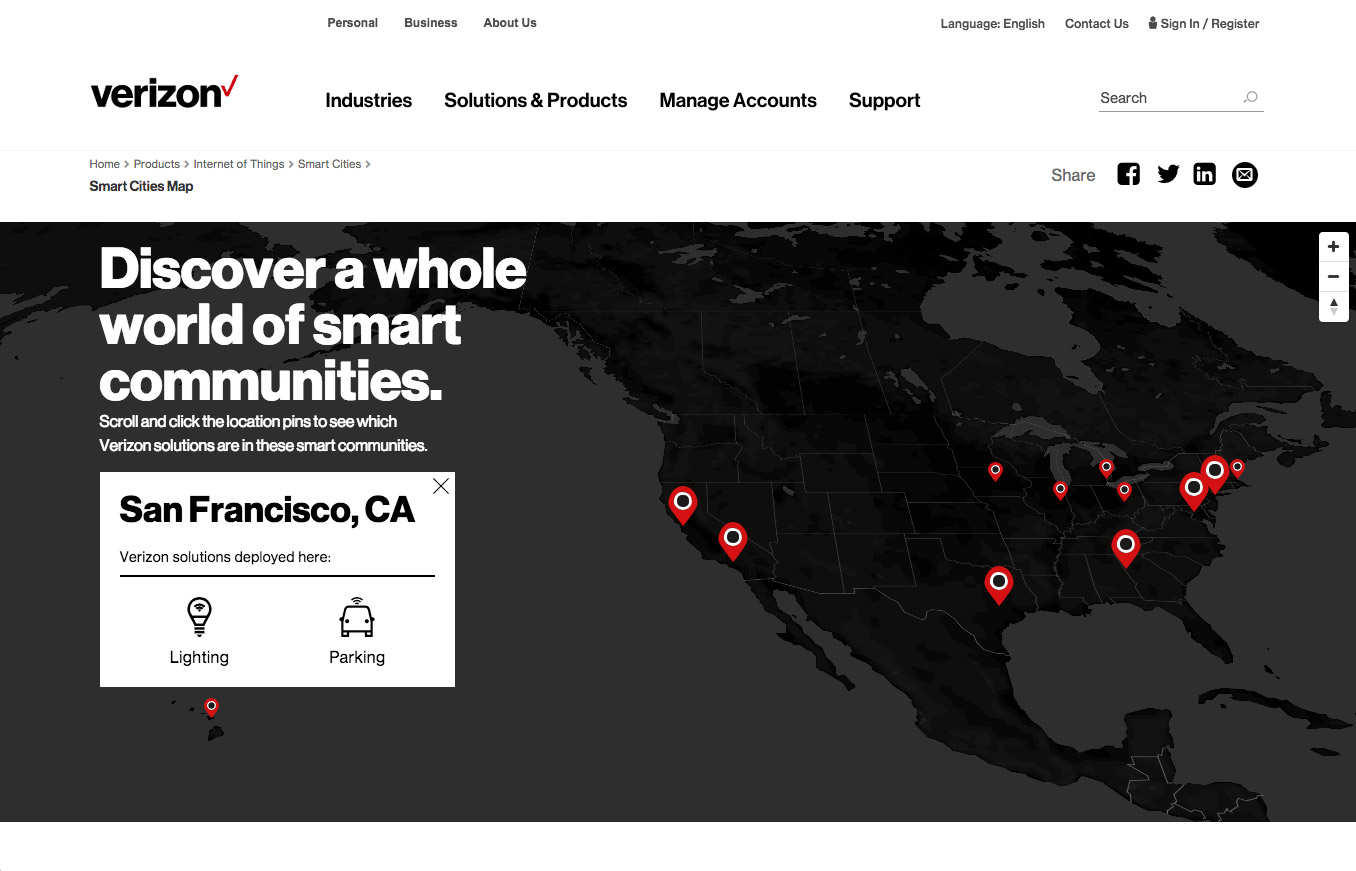 Personal Business About Us Language: English Contact Us Sign In / Register
verizon Industries Solutions & Products Manage Accounts Support Search
Home > Products > Internet of Things > Smart Cities >
Smart Cities Map
Share
Discover a whole
world of smart
communities.
Scroll and click the location pins to see which
Verizon solutions are in these smart communities.
San Francisco, CA
Verizon solutions deployed here:
Lighting Parking